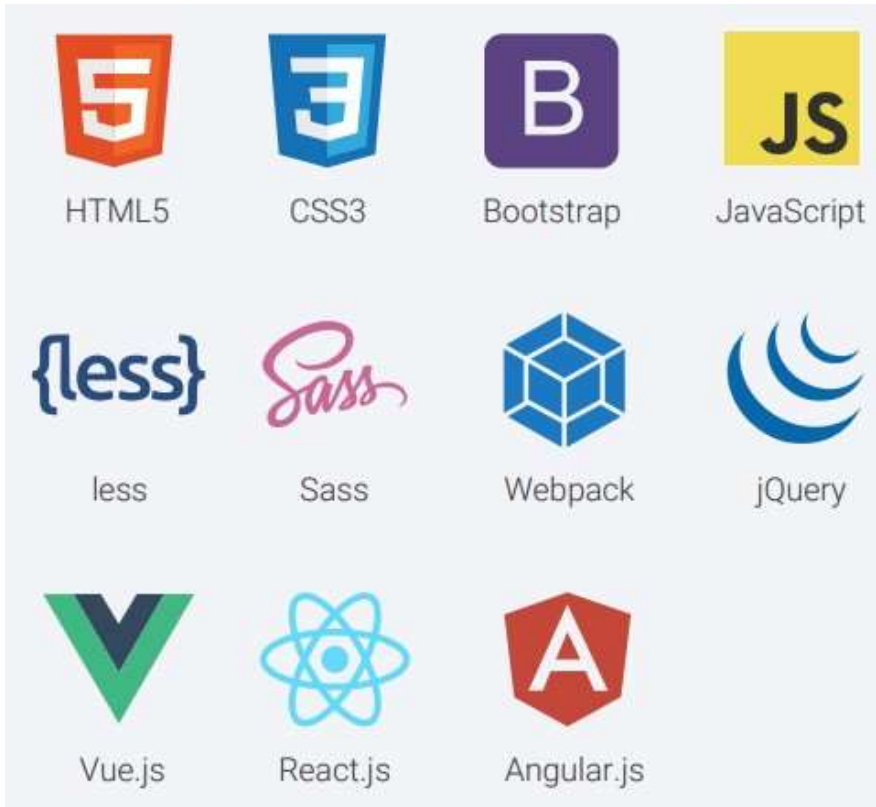 5 3 B JS
HTML5 CSS3 Bootstrap JavaScript
{less} Sass
less Sass Webpack jQuery
A
Vue.js React.js Angular.js